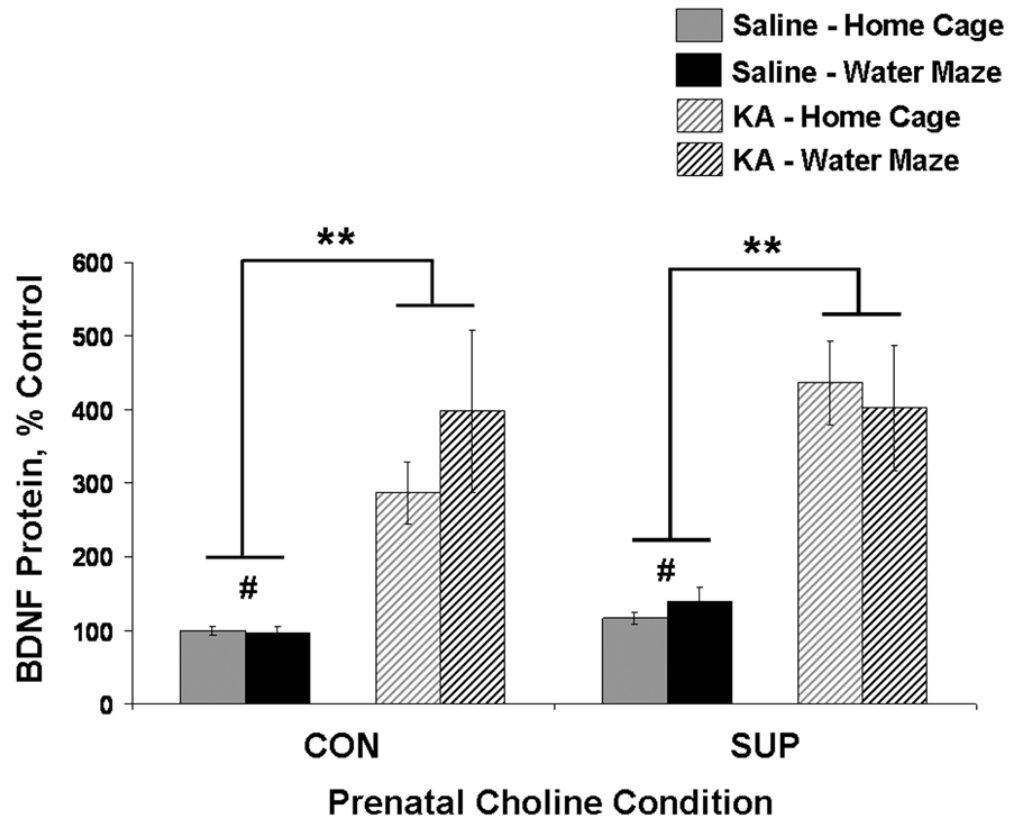 Saline - Home Cage
Saline - Water Maze
KA - Home Cage
KA - Water Maze
**
**
600
500
400
300
200
100
0
BDNF Protein, % Control
#
#
CON
SUP
Prenatal Choline Condition